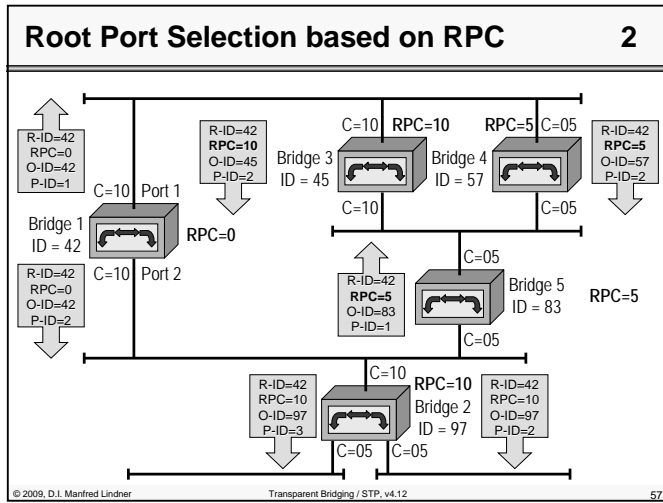 Root Port Selection based on RPC 2
R-ID=42
RPC=0
O-ID=42
P-ID=1
R-ID=42
RPC=10
O-ID=45
P-ID=2
C=10 RPC=10
Bridge 3
ID = 45
C=10
RPC=5 C=05
Bridge 4
ID = 57
C=05
R-ID=42
RPC=5
O-ID=57
P-ID=2
C=10 Port 1
Bridge 1
ID = 42
RPC=0
C=10 Port 2
R-ID=42
RPC=0
O-ID=42
P-ID=2
R-ID=42
RPC=5
O-ID=83
P-ID=1
C=05
Bridge 5
ID = 83
RPC=5
C=05
R-ID=42
RPC=10
O-ID=97
P-ID=3
C=10
RPC=10
Bridge 2
ID = 97
C=05 C=05
R-ID=42
RPC=10
O-ID=97
P-ID=2
© 2009, D.I. Manfred Lindner Transparent Bridging / STP, v4.12 57